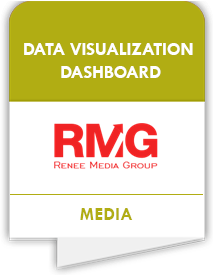 DATA VISUALIZATION
DASHBOARD
RMG
RENEE MEDIA GROUP
MEDIA